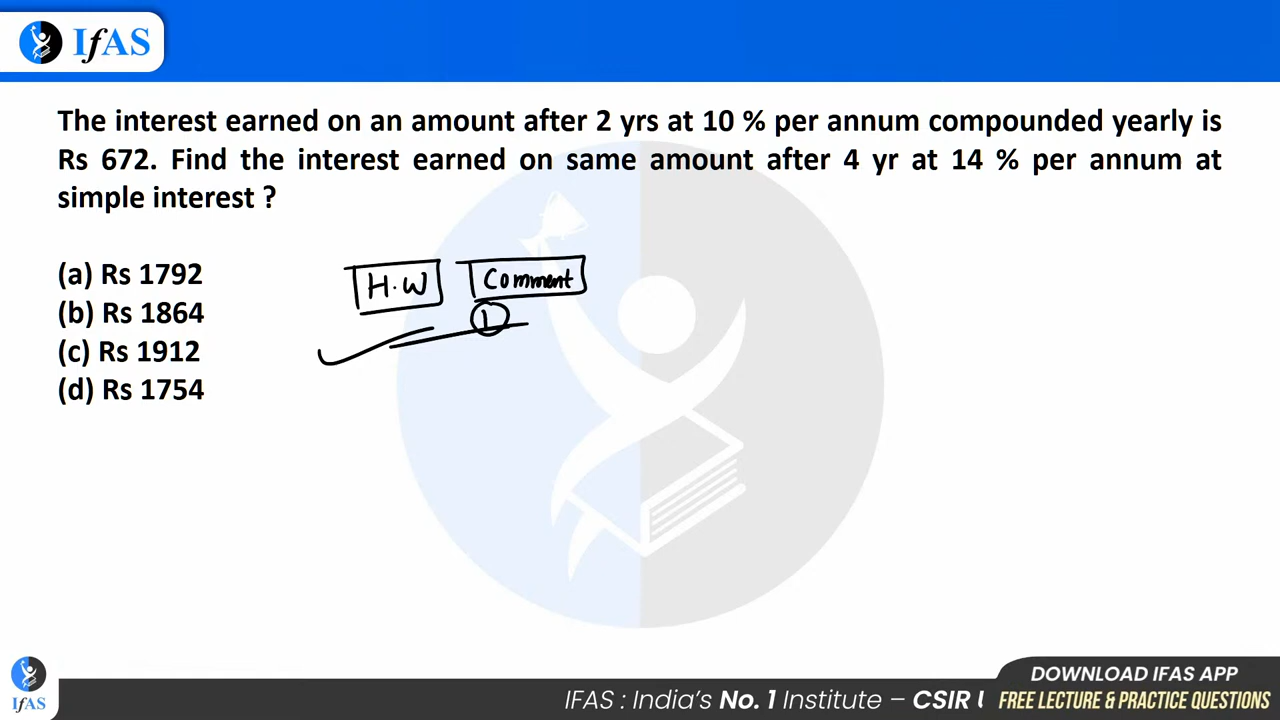 IfAS
The interest earned on an amount after 2 yrs at 10 % per annum compounded yearly is
Rs 672. Find the interest earned on same amount after 4 yr at 14 % per annum at
simple interest ?
(a) Rs 1792
(b) Rs 1864
(c) Rs 1912
(d) Rs 1754
H.W Comment
1
IfAS
IFAS : India's No. 1 Institute – CSIR U
DOWNLOAD IFAS APP
FREE LECTURE & PRACTICE QUESTIONS